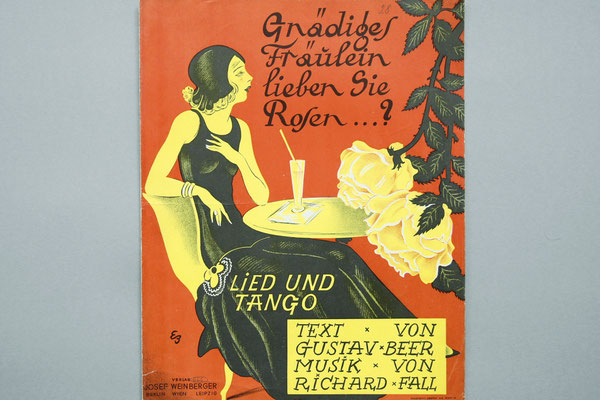 Gnädiges
Fräulein
lieben Sie
Rosen ...?
LIED UND
TANGO
TEXT × VON
GUSTAV × BEER
MUSIK × VON
RICHARD × FALL
VERLAG
JOSEF WEINBERGER
BERLIN WIEN LEIPZIG